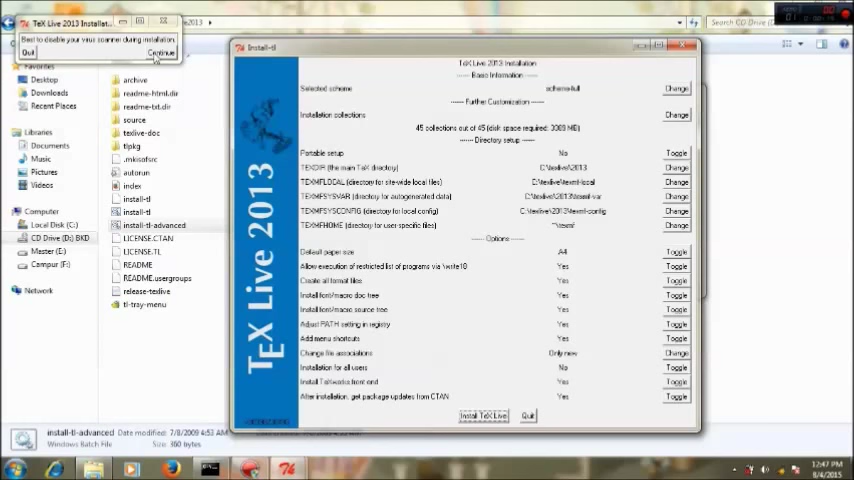 TeX Live 2013 Installat...
Best to disable your virus scanner during installation.
Quit
Continue
Search CD Drive
Favorites
Desktop
Downloads
Recent Places
Libraries
Documents
Music
Pictures
Videos
Computer
Local Disk (C:)
CD Drive (D:) BKD
Master (E:)
Campur (F:)
Network
archive
readme-html.dir
readme-txt.dir
source
texlive-doc
tlpkg
.mkisofsrc
autorun
index
install-tl
install-tl
install-tl-advanced
LICENSE.CTAN
LICENSE.TL
README
README.usergroups
release-texlive
tl-tray-menu
Install-tl
TEX Live 2013
TeX Live 2013 Installation
------ Basic Information ------
Selected scheme scheme-full Change
------ Further Customization ------
Installation collections Change
45 collections out of 45 (disk space required: 3069 MB)
------ Directory setup ------
Portable setup No Toggle
TEXDIR (the main TeX directory) C:\texlive\2013 Change
TEXMFLOCAL (directory for site-wide local files) C:\texlive\texmf-local Change
TEXMFSYSVAR (directory for autogenerated data) C:\texlive\2013\texmf-var Change
TEXMFSYSCONFIG (directory for local config) C:\texlive\2013\texmf-config Change
TEXMFHOME (directory for user-specific files) ~\texmf Change
------ Options ------
Default paper size A4 Toggle
Allow execution of restricted list of programs via \write18 Yes Toggle
Create all format files Yes Toggle
Install font/macro doc tree Yes Toggle
Install font/macro source tree Yes Toggle
Adjust PATH setting in registry Yes Toggle
Add menu shortcuts Yes Toggle
Change file associations Only new Change
Installation for all users No Toggle
Install TeXworks front end Yes Toggle
After installation, get package updates from CTAN Yes Toggle
Install TeX Live Quit
install-tl-advanced Date modified: 7/8/2009 4:53 AM
Windows Batch File Size: 360 bytes
12:47 PM
8/4/2015